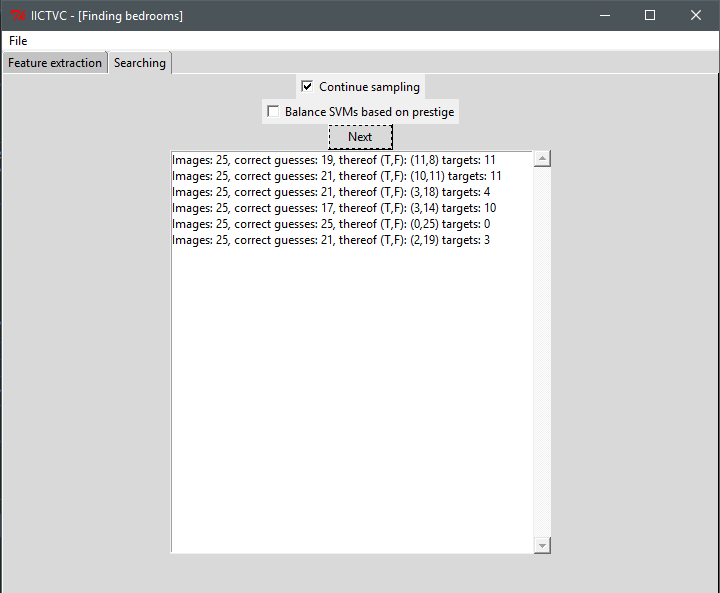 IICTVC - [Finding bedrooms]
File
Feature extraction Searching
Continue sampling
Balance SVMs based on prestige
Next
Images: 25, correct guesses: 19, thereof (T,F): (11,8) targets: 11
Images: 25, correct guesses: 21, thereof (T,F): (10,11) targets: 11
Images: 25, correct guesses: 21, thereof (T,F): (3,18) targets: 4
Images: 25, correct guesses: 17, thereof (T,F): (3,14) targets: 10
Images: 25, correct guesses: 25, thereof (T,F): (0,25) targets: 0
Images: 25, correct guesses: 21, thereof (T,F): (2,19) targets: 3